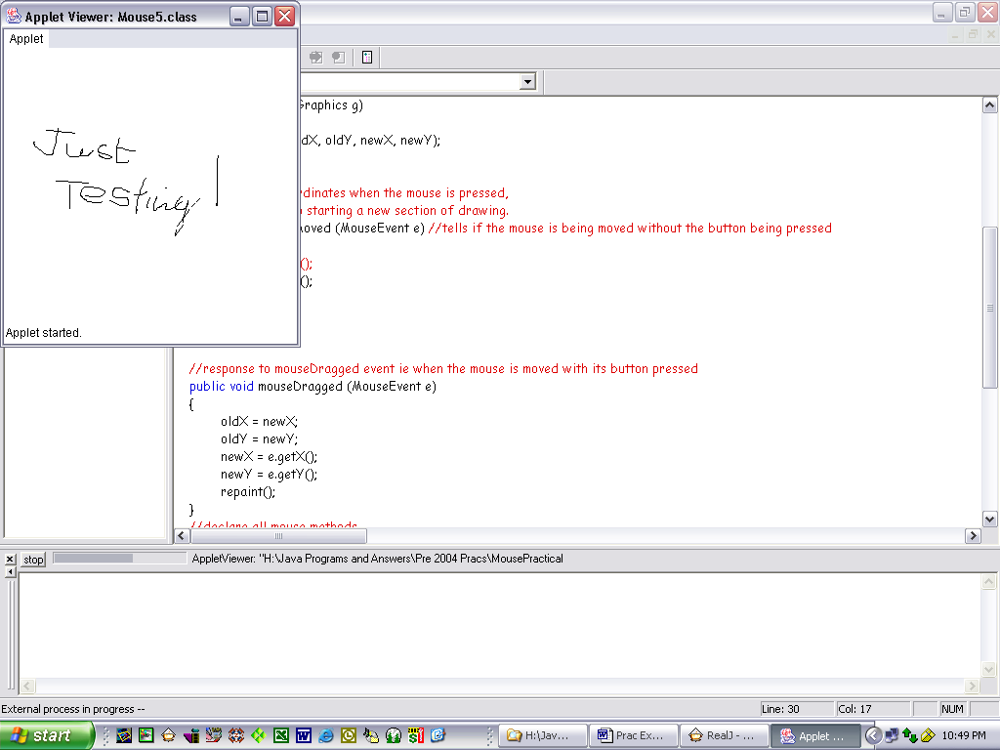 Applet Viewer: Mouse5.class
Applet
Just
Testing!
Applet started.
Graphics g)
dX, oldY, newX, newY);
rdinates when the mouse is pressed,
starting a new section of drawing.
oved (MouseEvent e) //tells if the mouse is being moved without the button being pressed
();
();
//response to mouseDragged event ie when the mouse is moved with its button pressed
public void mouseDragged (MouseEvent e)
{
oldX = newX;
oldY = newY;
newX = e.getX();
newY = e.getY();
repaint();
}
//declare all mouse methods
stop
AppletViewer: "H:\Java Programs and Answers\Pre 2004 Pracs\MousePractical
External process in progress --
Line: 30
Col: 17
NUM
start
H:\Jav...
Prac Ex...
RealJ - ...
Applet ...
10:49 PM